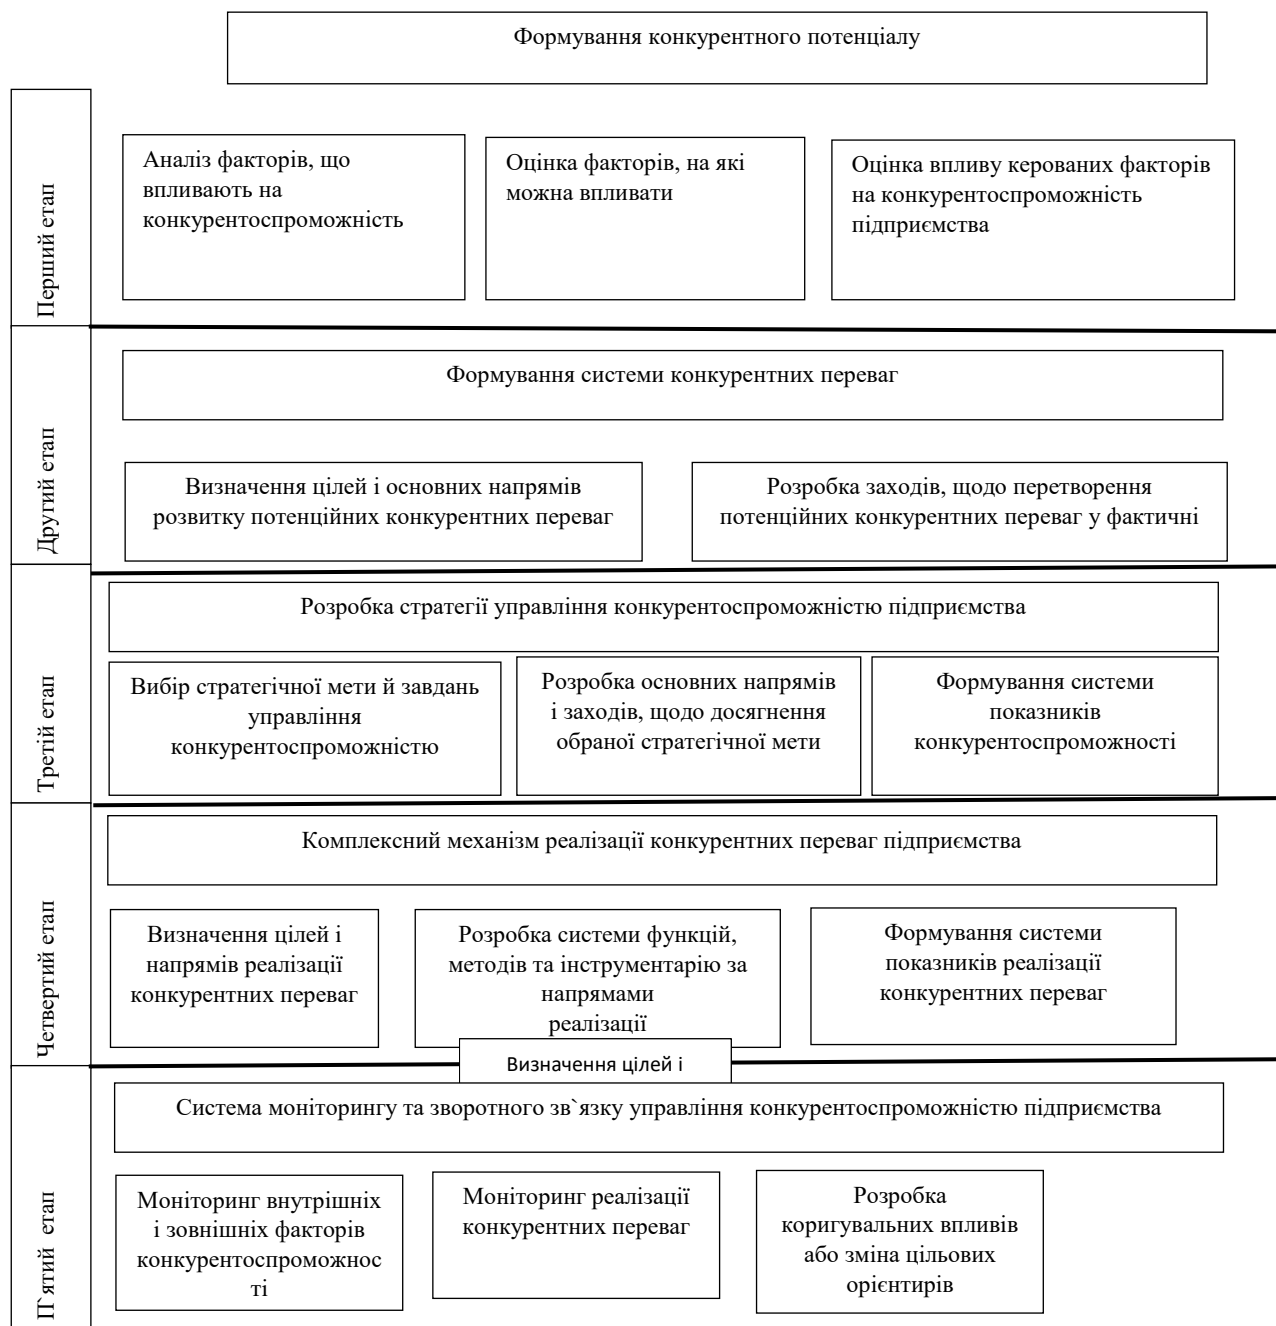 Формування конкурентного потенціалу
Перший етап
Аналіз факторів, що
впливають на
конкурентоспроможність
Оцінка факторів, на які
можна впливати
Оцінка впливу керованих факторів
на конкурентоспроможність
підприємства
Другий етап
Формування системи конкурентних переваг
Визначення цілей і основних напрямів
розвитку потенційних конкурентних переваг
Розробка заходів, щодо перетворення
потенційних конкурентних переваг у фактичні
Третій етап
Розробка стратегії управління конкурентоспроможністю підприємства
Вибір стратегічної мети й завдань
управління
конкурентоспроможністю
Розробка основних напрямів
і заходів, щодо досягнення
обраної стратегічної мети
Формування системи
показників
конкурентоспроможності
Четвертий етап
Комплексний механізм реалізації конкурентних переваг підприємства
Визначення цілей і
напрямів реалізації
конкурентних переваг
Розробка системи функцій,
методів та інструментарію за
напрямами
реалізації
Формування системи
показників реалізації
конкурентних переваг
Визначення цілей і
П`ятий етап
Система моніторингу та зворотного зв`язку управління конкурентоспроможністю підприємства
Моніторинг внутрішніх
і зовнішніх факторів
конкурентоспроможнос
ті
Моніторинг реалізації
конкурентних переваг
Розробка
коригувальних впливів
або зміна цільових
орієнтирів